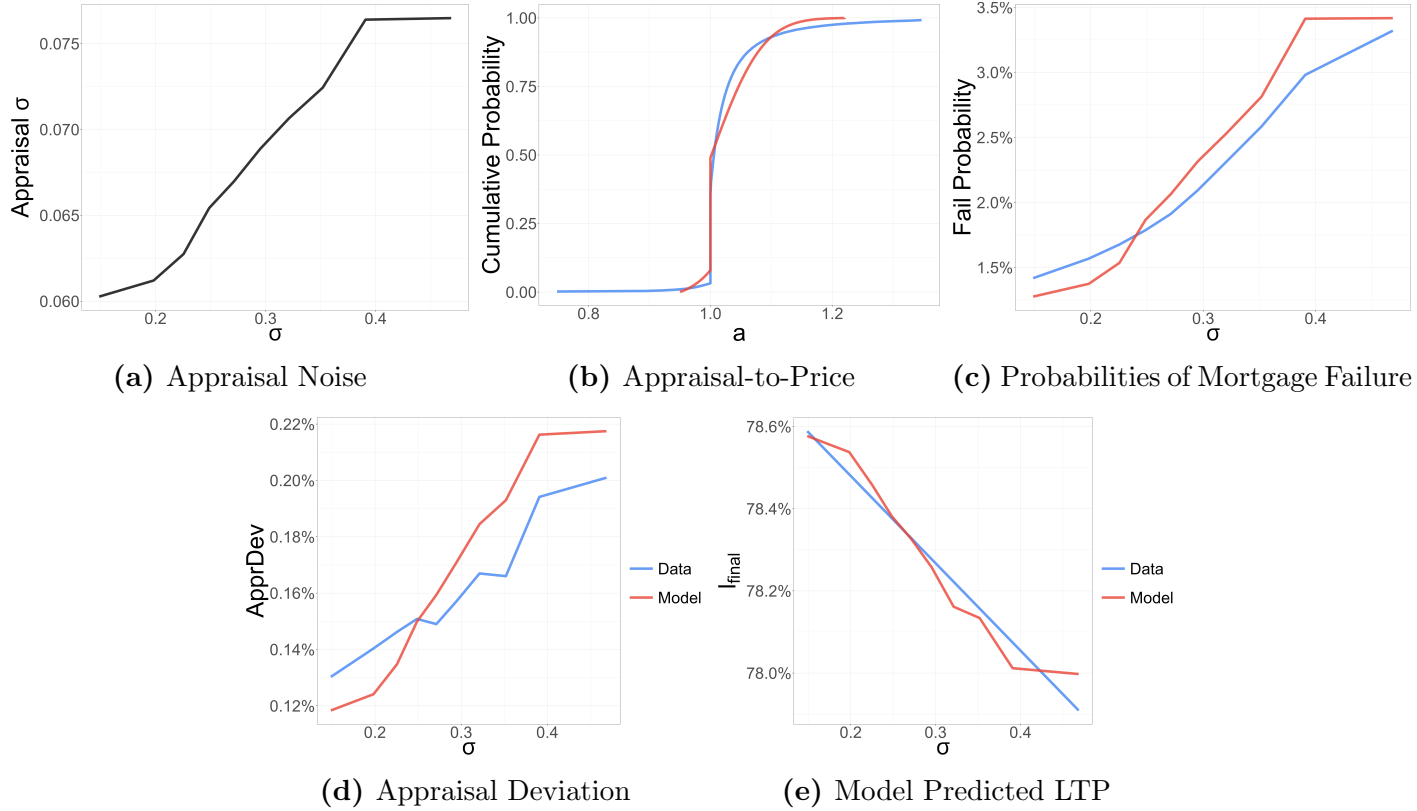 0.075
0.070
0.065
0.060
Appraisal σ
0.2 0.3 0.4
σ
(a) Appraisal Noise
1.00
0.75
0.50
0.25
0.00
Cumulative Probability
0.8 1.0 1.2
a
(b) Appraisal-to-Price
3.5%
3.0%
2.5%
2.0%
1.5%
Fail Probability
0.2 0.3 0.4
σ
(c) Probabilities of Mortgage Failure
0.22%
0.20%
0.18%
0.16%
0.14%
0.12%
ApprDev
0.2 0.3 0.4
σ
Data
Model
(d) Appraisal Deviation
78.6%
78.4%
78.2%
78.0%
l_final
0.2 0.3 0.4
σ
Data
Model
(e) Model Predicted LTP